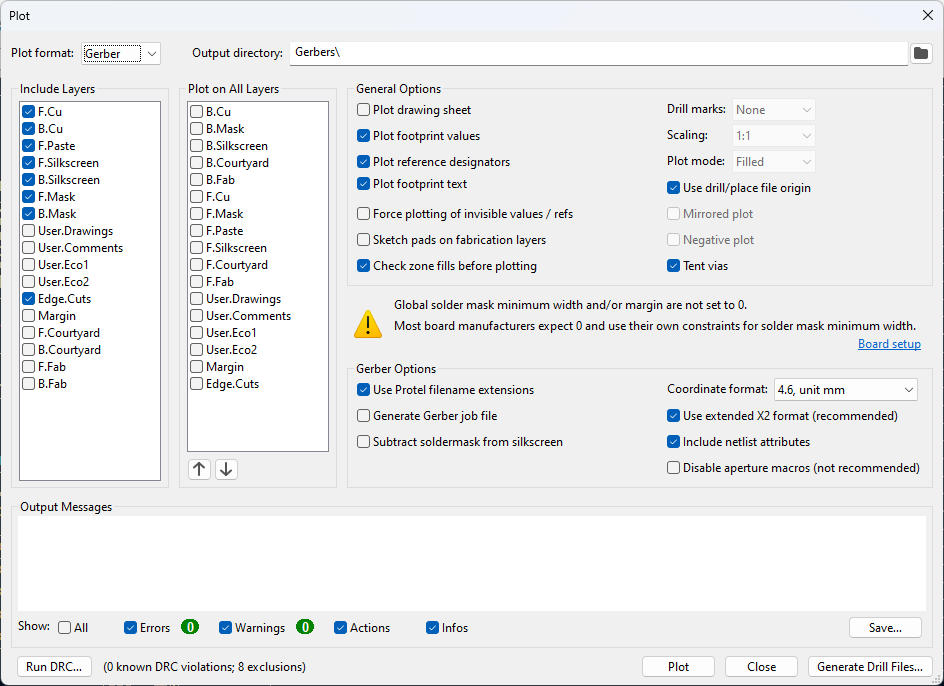 Plot
Plot format: Gerber
Output directory: Gerbers\
Include Layers
F.Cu
B.Cu
F.Paste
F.Silkscreen
B.Silkscreen
F.Mask
B.Mask
User.Drawings
User.Comments
User.Eco1
User.Eco2
Edge.Cuts
Margin
F.Courtyard
B.Courtyard
F.Fab
B.Fab
Plot on All Layers
B.Cu
B.Mask
B.Silkscreen
B.Courtyard
B.Fab
F.Cu
F.Mask
F.Paste
F.Silkscreen
F.Courtyard
F.Fab
User.Drawings
User.Comments
User.Eco1
User.Eco2
Margin
Edge.Cuts
General Options
Plot drawing sheet
Plot footprint values
Plot reference designators
Plot footprint text
Force plotting of invisible values / refs
Sketch pads on fabrication layers
Check zone fills before plotting
Drill marks: None
Scaling: 1:1
Plot mode: Filled
Use drill/place file origin
Mirrored plot
Negative plot
Tent vias
Global solder mask minimum width and/or margin are not set to 0.
Most board manufacturers expect 0 and use their own constraints for solder mask minimum width.
Board setup
Gerber Options
Use Protel filename extensions
Generate Gerber job file
Subtract soldermask from silkscreen
Coordinate format: 4.6, unit mm
Use extended X2 format (recommended)
Include netlist attributes
Disable aperture macros (not recommended)
Output Messages
Show: All Errors 0 Warnings 0 Actions Infos
Save...
Run DRC... (0 known DRC violations; 8 exclusions)
Plot
Close
Generate Drill Files...